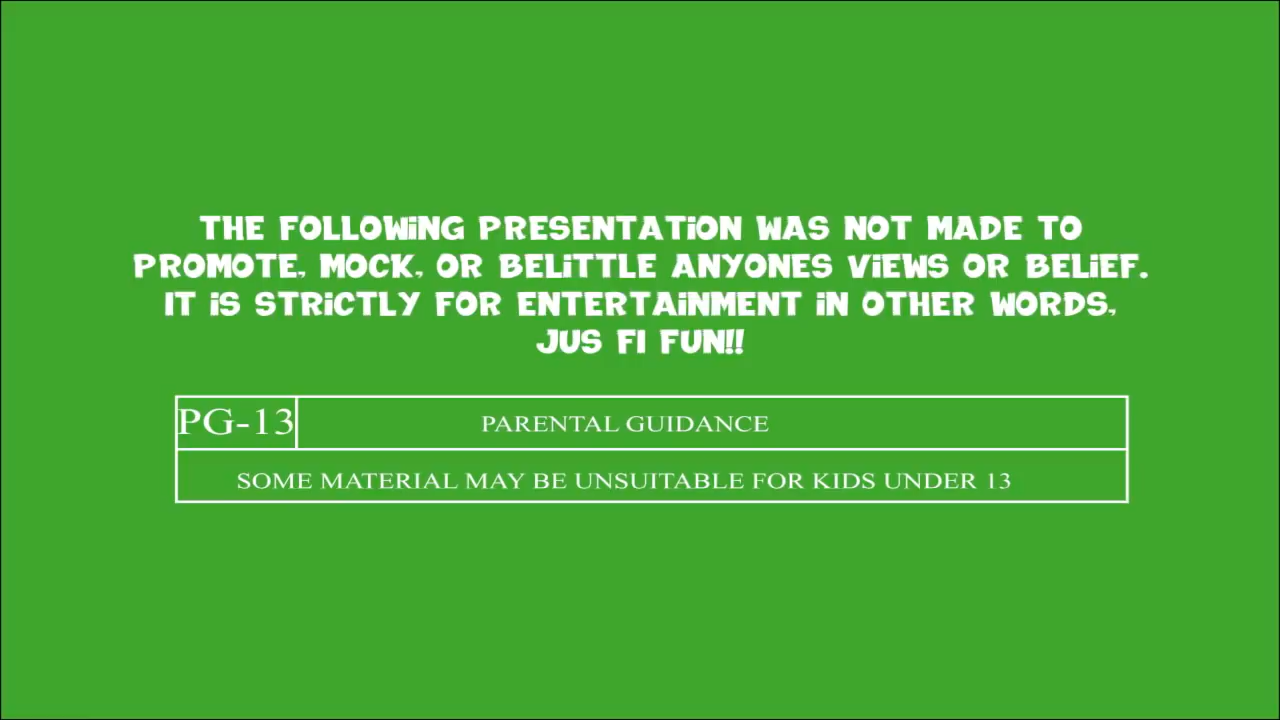 THE FOLLOWING PRESENTATION WAS NOT MADE TO
PROMOTE, MOCK, OR BELITTLE ANYONES VIEWS OR BELIEF.
IT IS STRICTLY FOR ENTERTAINMENT IN OTHER WORDS,
JUS FI FUN!!
PG-13 PARENTAL GUIDANCE
SOME MATERIAL MAY BE UNSUITABLE FOR KIDS UNDER 13